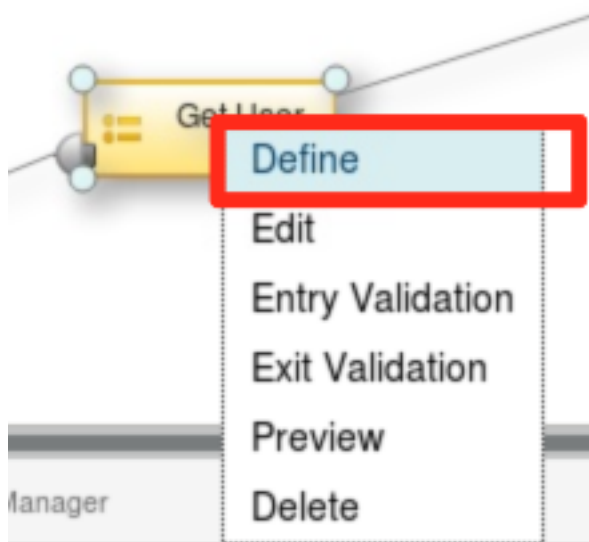 Get User
Define
Edit
Entry Validation
Exit Validation
Preview
Manager
Delete